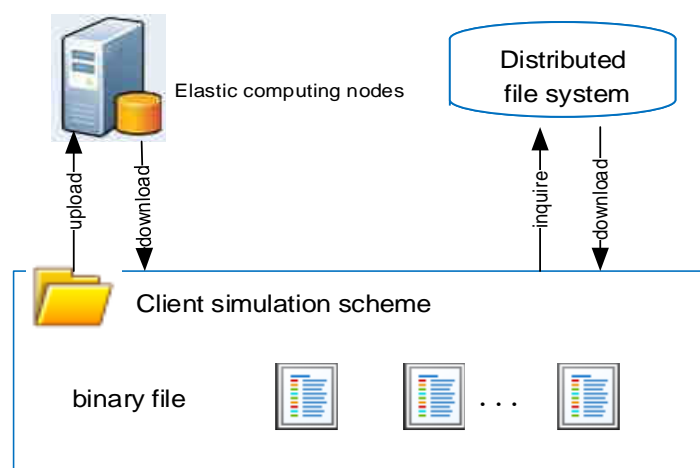 Elastic computing nodes
Distributed
file system
upload
download
inquire
download
Client simulation scheme
binary file
. . .